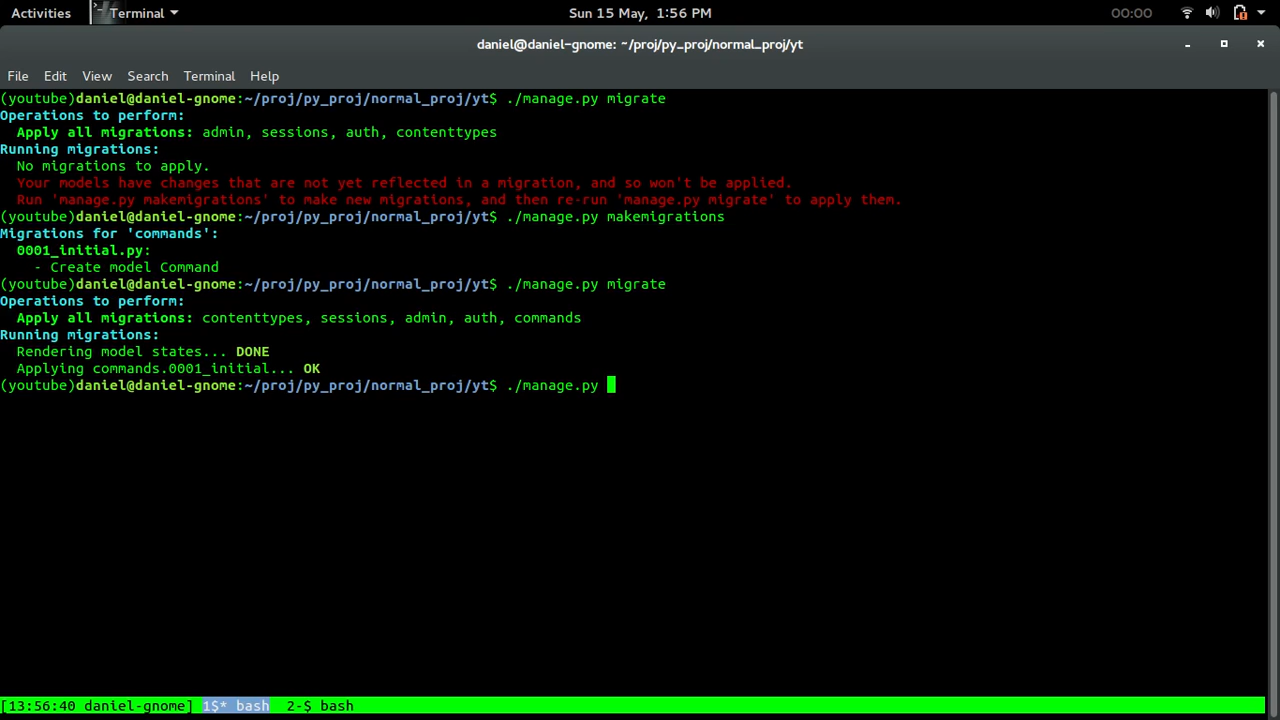 Activities Terminal Sun 15 May, 1:56 PM 00:00
daniel@daniel-gnome: ~/proj/py_proj/normal_proj/yt
File Edit View Search Terminal Help
(youtube)daniel@daniel-gnome:~/proj/py_proj/normal_proj/yt$ ./manage.py migrate
Operations to perform:
  Apply all migrations: admin, sessions, auth, contenttypes
Running migrations:
  No migrations to apply.
  Your models have changes that are not yet reflected in a migration, and so won't be applied.
  Run 'manage.py makemigrations' to make new migrations, and then re-run 'manage.py migrate' to apply them.
(youtube)daniel@daniel-gnome:~/proj/py_proj/normal_proj/yt$ ./manage.py makemigrations
Migrations for 'commands':
  0001_initial.py:
    - Create model Command
(youtube)daniel@daniel-gnome:~/proj/py_proj/normal_proj/yt$ ./manage.py migrate
Operations to perform:
  Apply all migrations: contenttypes, sessions, admin, auth, commands
Running migrations:
  Rendering model states... DONE
  Applying commands.0001_initial... OK
(youtube)daniel@daniel-gnome:~/proj/py_proj/normal_proj/yt$ ./manage.py
[13:56:40 daniel-gnome] 1$* bash  2-$ bash